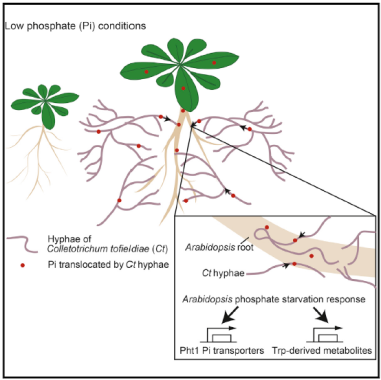 Low phosphate (Pi) conditions
Hyphae of
Colletotrichum tofieldiae (Ct)
Pi translocated by Ct hyphae
Arabidopsis root
Ct hyphae
Arabidopsis phosphate starvation response
Pht1 Pi transporters
Trp-derived metabolites